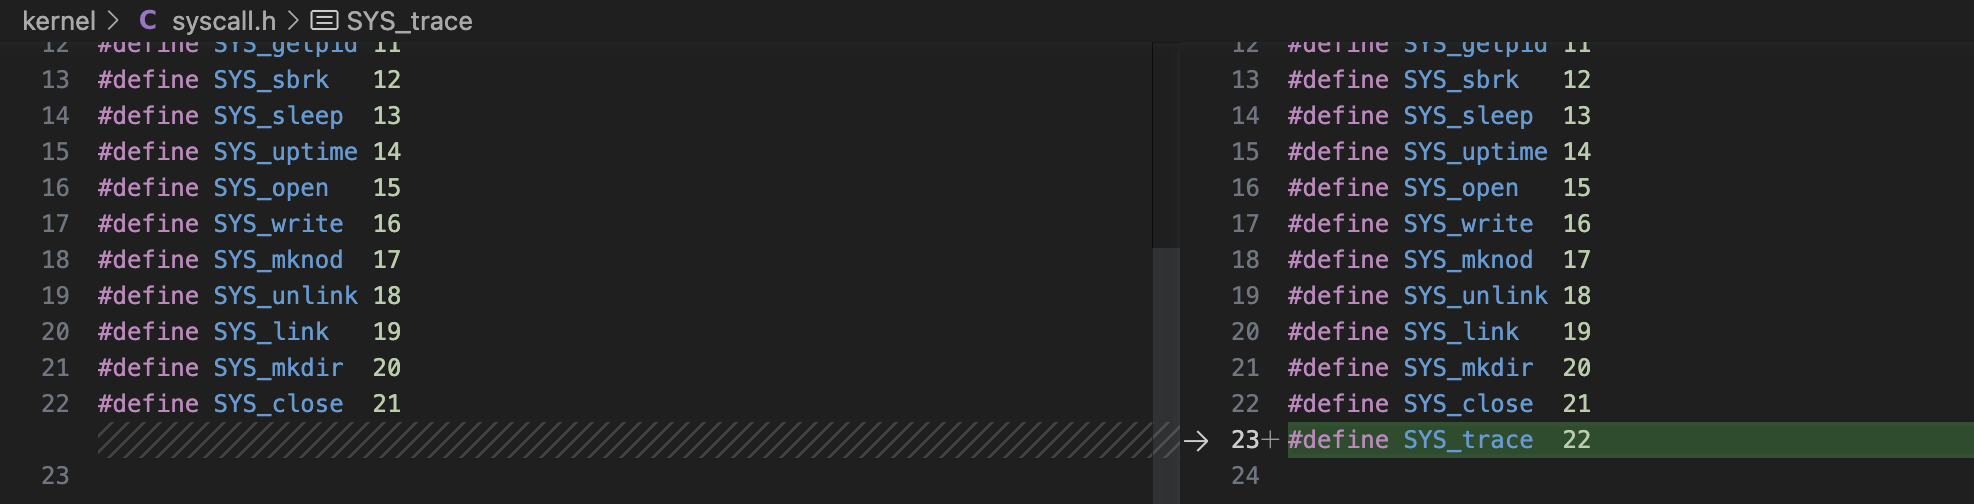 kernel > C syscall.h > SYS_trace
12 #define SYS_getpid 11
13 #define SYS_sbrk 12
14 #define SYS_sleep 13
15 #define SYS_uptime 14
16 #define SYS_open 15
17 #define SYS_write 16
18 #define SYS_mknod 17
19 #define SYS_unlink 18
20 #define SYS_link 19
21 #define SYS_mkdir 20
22 #define SYS_close 21
23
12 #define SYS_getpid 11
13 #define SYS_sbrk 12
14 #define SYS_sleep 13
15 #define SYS_uptime 14
16 #define SYS_open 15
17 #define SYS_write 16
18 #define SYS_mknod 17
19 #define SYS_unlink 18
20 #define SYS_link 19
21 #define SYS_mkdir 20
22 #define SYS_close 21
→ 23+ #define SYS_trace 22
24